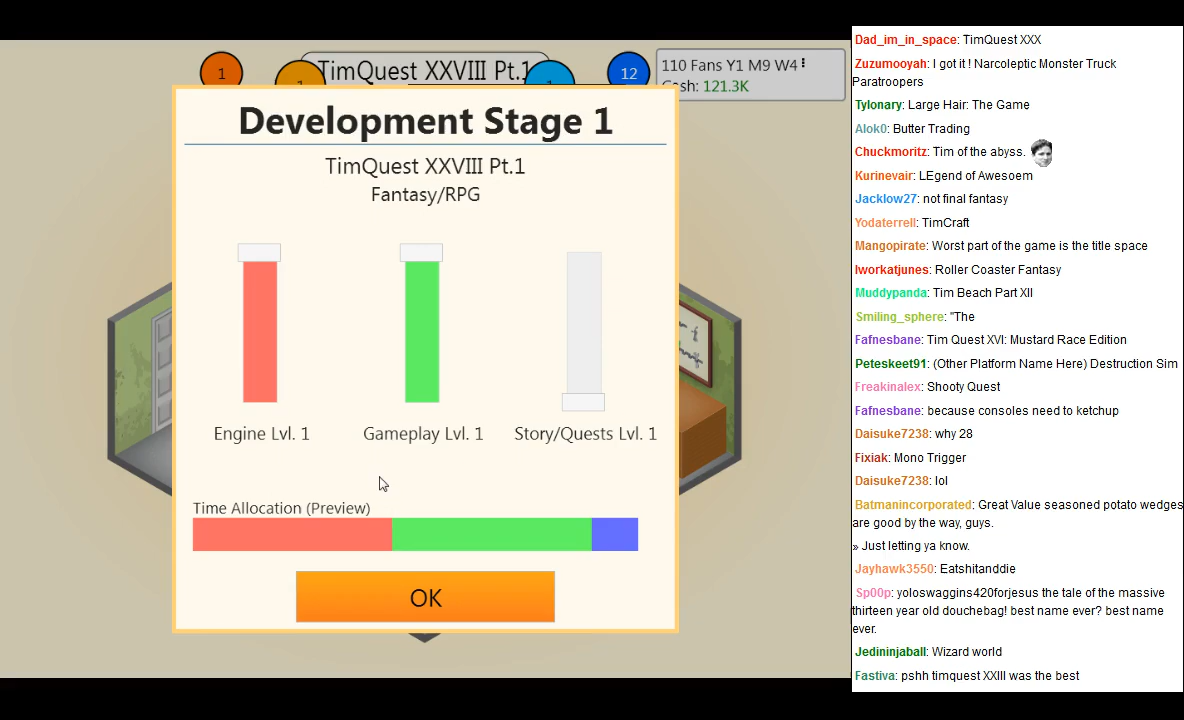 1
TimQuest XXVIII Pt.1
12
110 Fans Y1 M9 W4
Cash: 121.3K
Development Stage 1
TimQuest XXVIII Pt.1
Fantasy/RPG
Engine Lvl. 1
Gameplay Lvl. 1
Story/Quests Lvl. 1
Time Allocation (Preview)
OK
Dad_im_in_space: TimQuest XXX
Zuzumooyah: I got it ! Narcoleptic Monster Truck
Paratroopers
Tylonary: Large Hair: The Game
Alok0: Butter Trading
Chuckmoritz: Tim of the abyss.
Kurinevair: LEgend of Awesoem
Jacklow27: not final fantasy
Yodaterrell: TimCraft
Mangopirate: Worst part of the game is the title space
Iworkatjunes: Roller Coaster Fantasy
Muddypanda: Tim Beach Part XII
Smiling_sphere: "The
Fafnesbane: Tim Quest XVI: Mustard Race Edition
Peteskeet91: (Other Platform Name Here) Destruction Sim
Freakinalex: Shooty Quest
Fafnesbane: because consoles need to ketchup
Daisuke7238: why 28
Fixiak: Mono Trigger
Daisuke7238: lol
Batmanincorporated: Great Value seasoned potato wedges
are good by the way, guys.
» Just letting ya know.
Jayhawk3550: Eatshitanddie
Sp00p: yoloswaggins420forjesus the tale of the massive
thirteen year old douchebag! best name ever? best name
ever.
Jedininjaball: Wizard world
Fastiva: pshh timquest XXIII was the best